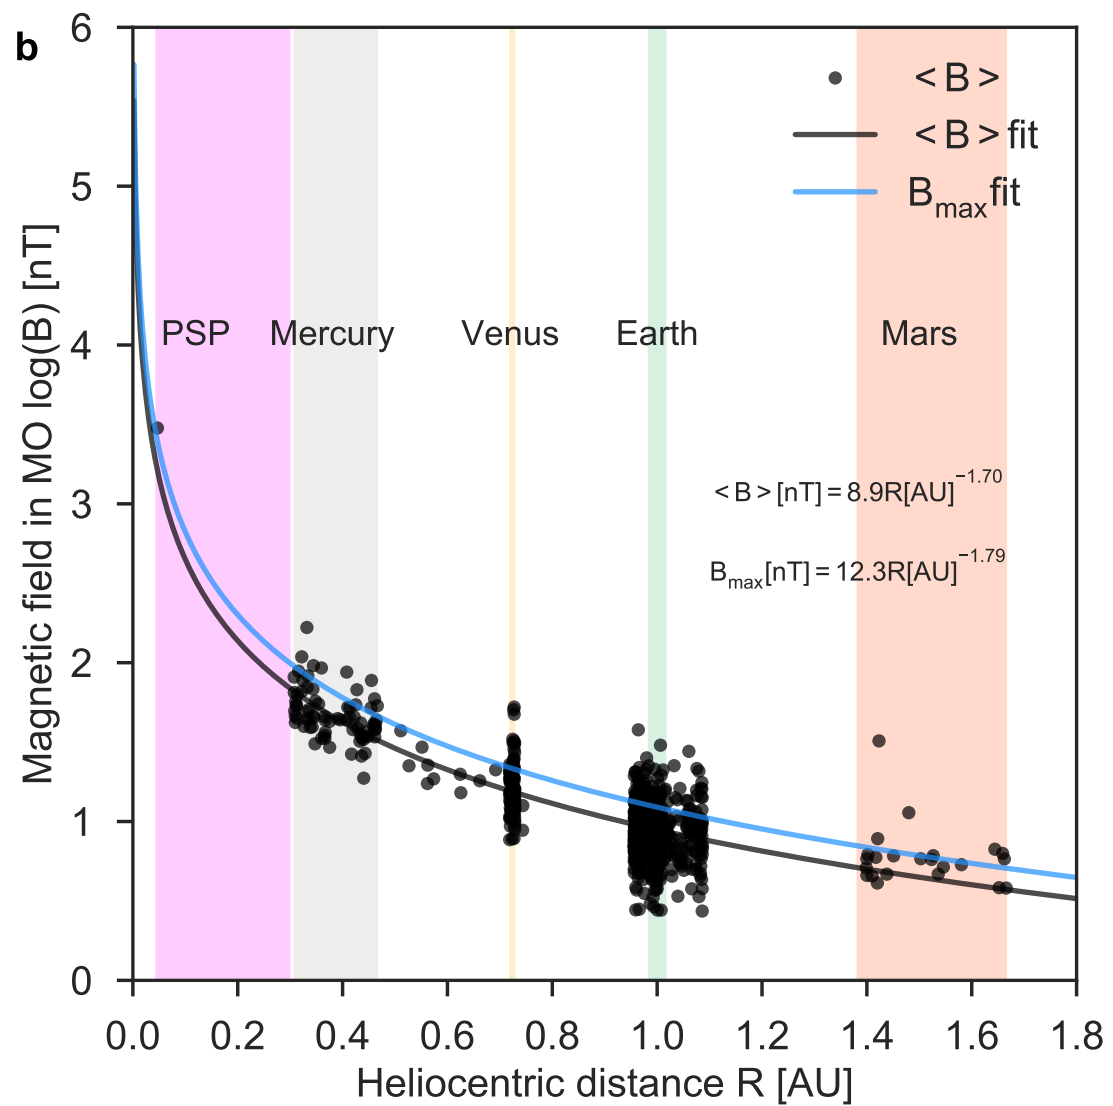 b
6
5
4
3
2
1
0
Magnetic field in MO log(B) [nT]
<B>
<B> fit
Bmax fit
PSP
Mercury
Venus
Earth
Mars
<B>[nT] = 8.9R[AU]^−1.70
Bmax[nT] = 12.3R[AU]^−1.79
0.0 0.2 0.4 0.6 0.8 1.0 1.2 1.4 1.6 1.8
Heliocentric distance R [AU]